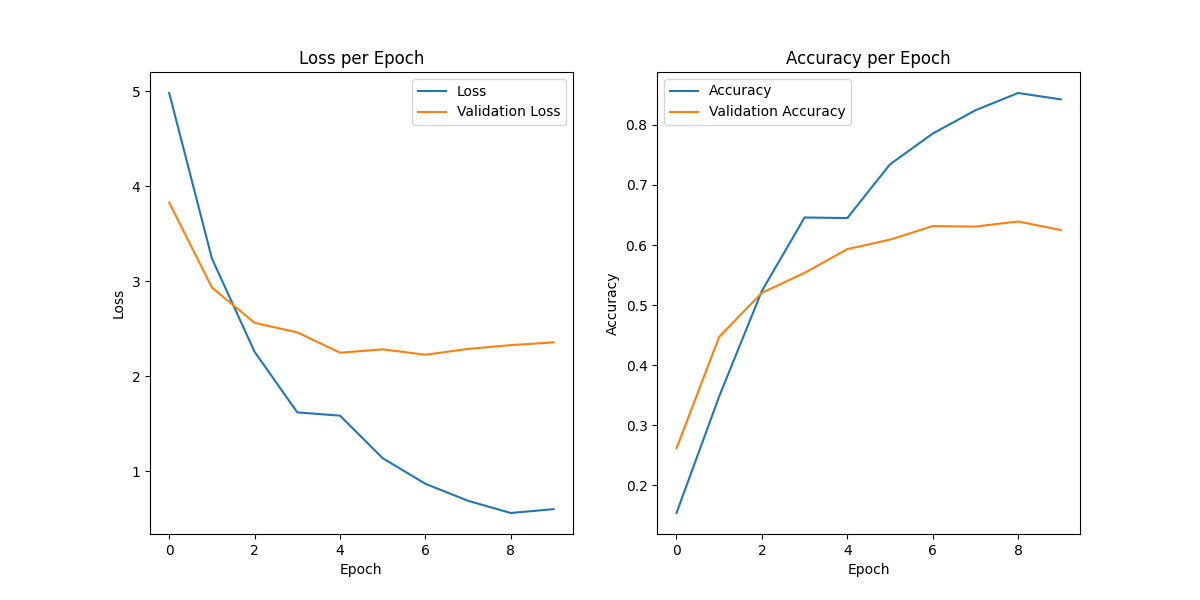 Loss per Epoch
Loss
Validation Loss
5
4
3
2
1
Loss
0 2 4 6 8
Epoch
Accuracy per Epoch
Accuracy
Validation Accuracy
0.8
0.7
0.6
0.5
0.4
0.3
0.2
Accuracy
0 2 4 6 8
Epoch